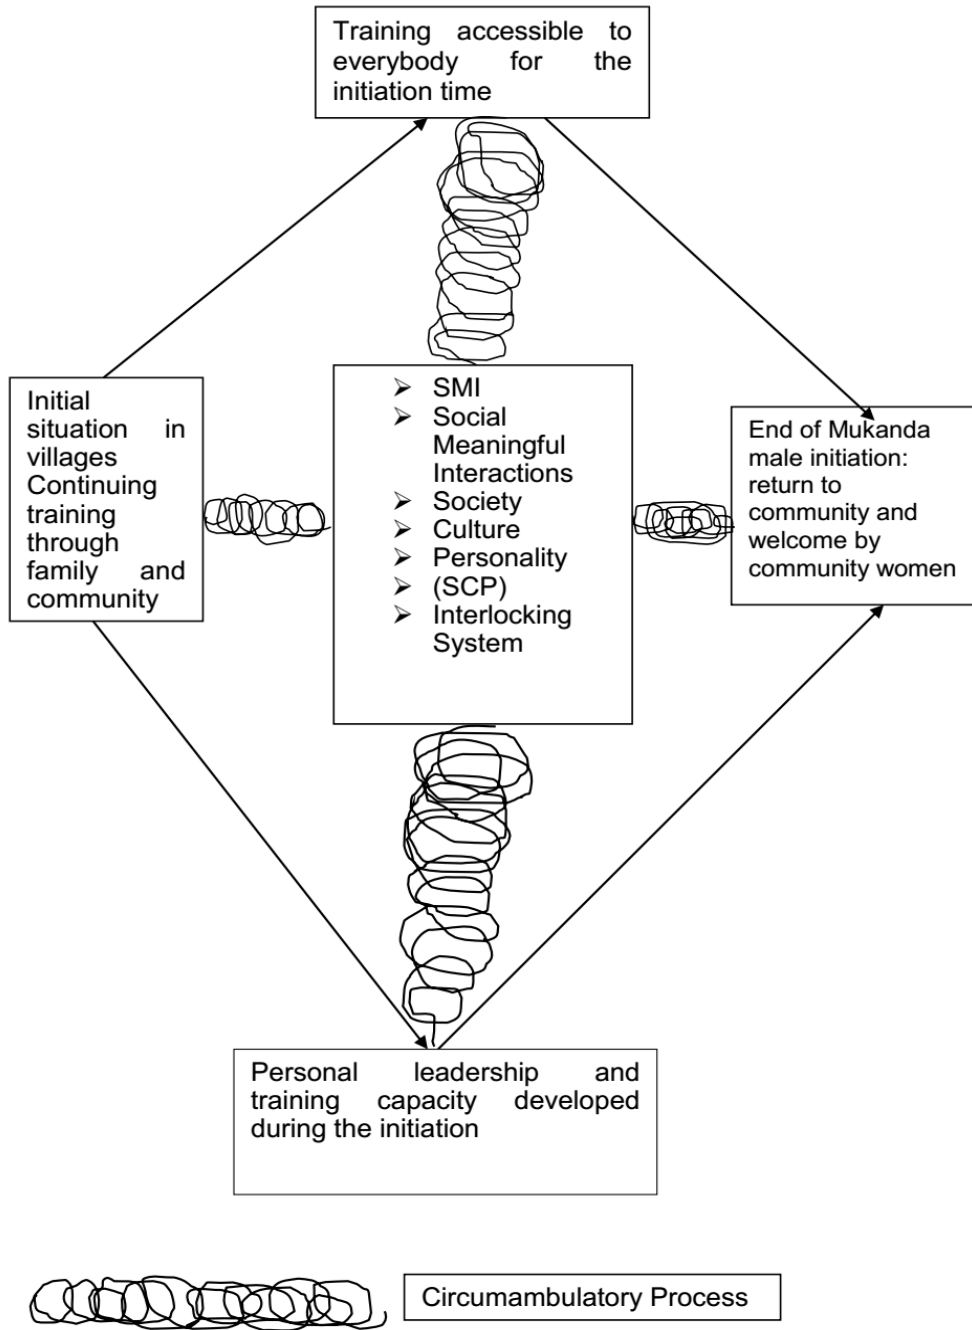 Training accessible to
everybody for the
initiation time
Initial
situation in
villages
Continuing
training
through
family and
community
➢ SMI
➢ Social
Meaningful
Interactions
➢ Society
➢ Culture
➢ Personality
➢ (SCP)
➢ Interlocking
System
End of Mukanda
male initiation:
return to
community and
welcome by
community women
Personal leadership and
training capacity developed
during the initiation
Circumambulatory Process